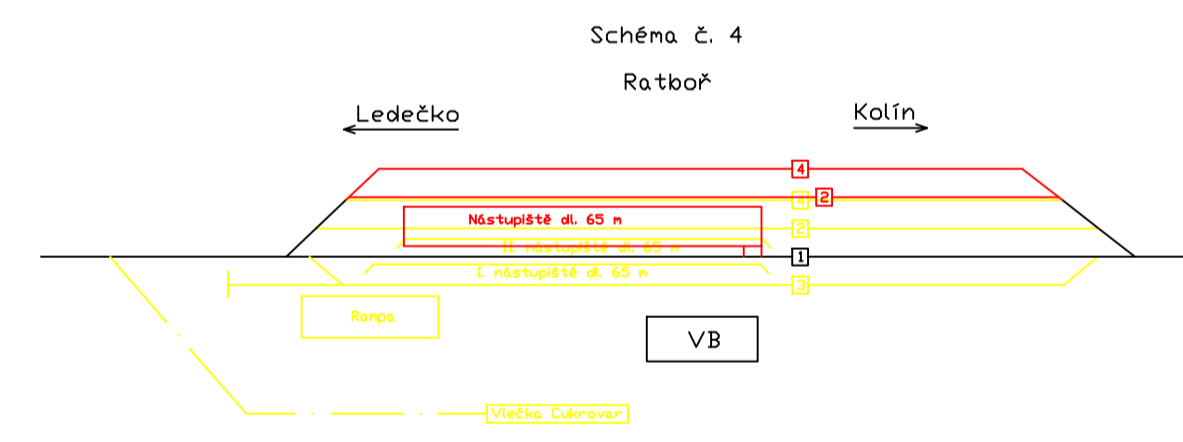 Schéma č. 4
Ratboř
Ledečko
Kolín
4
2
4
Nástupiště dl. 65 m
2
II. nástupiště dl. 65 m
1
I. nástupiště dl. 65 m
3
Rampa
VB
Vlečka Cukrovar